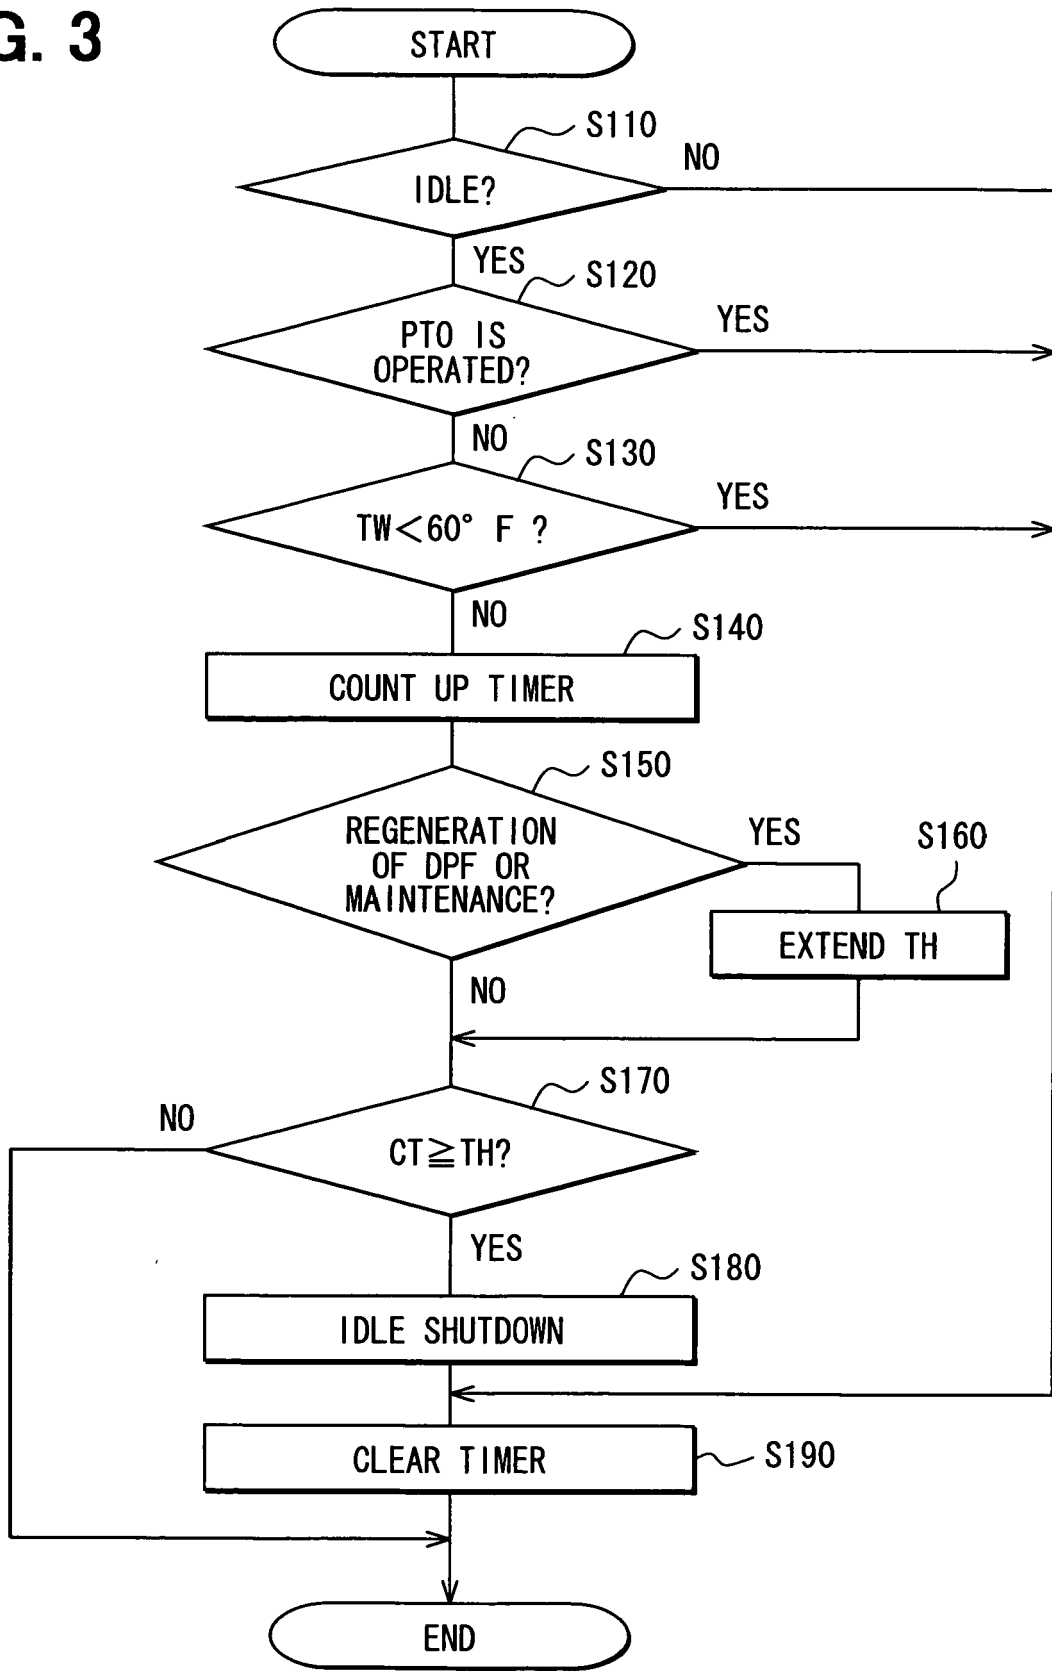 G. 3
START
S110
IDLE?
NO
YES
S120
PTO IS
OPERATED?
YES
NO
S130
TW<60° F ?
YES
NO
S140
COUNT UP TIMER
S150
REGENERATION
OF DPF OR
MAINTENANCE?
YES
S160
EXTEND TH
NO
S170
NO
CT≧TH?
YES
S180
IDLE SHUTDOWN
CLEAR TIMER
S190
END